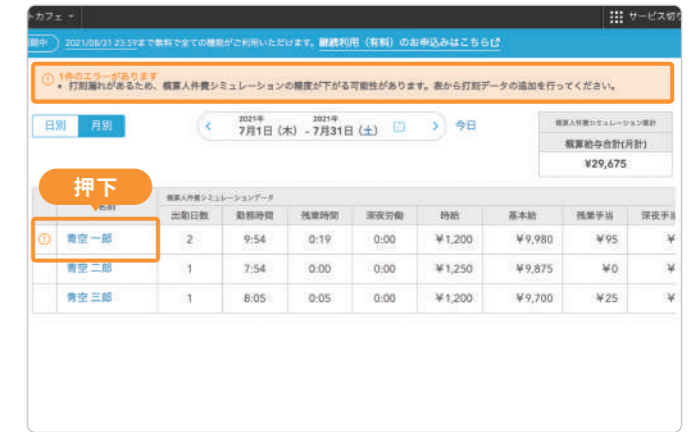 トカフェ
サービス切り
間中
2021/08/31 23:59まで無料で全ての機能がご利用いただけます。継続利用（有料）のお申込みはこちら
1件のエラーがあります
• 打刻漏れがあるため、概算人件費シミュレーションの精度が下がる可能性があります。表から打刻データの追加を行ってください。
日別 月別
2021年 2021年
7月1日（木） - 7月31日（土） 今日
概算人件費シミュレーション累計
概算給与合計(月計)
¥29,675
押下
名前
概算人件費シミュレーションデータ
出勤日数 勤務時間 残業時間 深夜労働 時給 基本給 残業手当 深夜手当
青空 一郎 2 9:54 0:19 0:00 ¥1,200 ¥9,980 ¥95 ¥
青空 二郎 1 7:54 0:00 0:00 ¥1,250 ¥9,875 ¥0 ¥
青空 三郎 1 8:05 0:05 0:00 ¥1,200 ¥9,700 ¥25 ¥